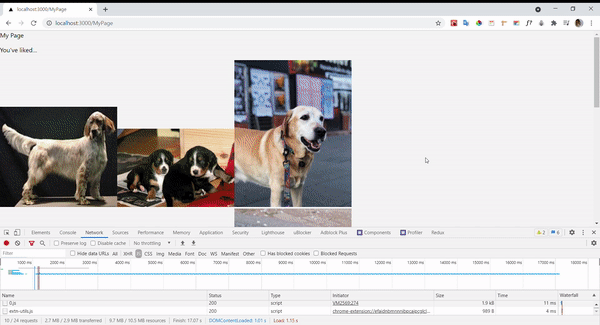 localhost:3000/MyPage
localhost:3000/MyPage
My Page
You've liked...
Elements Console Network Sources Performance Memory Application Security Lighthouse uBlocker Adblock Plus Components Profiler Redux 2 6
Preserve log Disable cache No throttling
Filter Hide data URLs All XHR JS CSS Img Media Font Doc WS Manifest Other Has blocked cookies Blocked Requests
1000 ms 2000 ms 3000 ms 4000 ms 5000 ms 6000 ms 7000 ms 8000 ms 9000 ms 10000 ms 11000 ms 12000 ms 13000 ms 14000 ms 15000 ms 16000 ms 17000 ms 18000 ms
Name Status Type Initiator Size Time Waterfall
0.js 200 script VM2569:274 1.9 kB 11 ms
extn-utils.js 200 script 989 B 4 ms
10 / 24 requests 2.7 MB / 2.9 MB transferred 9.7 MB / 10.5 MB resources Finish: 17.07 s DOMContentLoaded: 1.01 s Load: 1.15 s